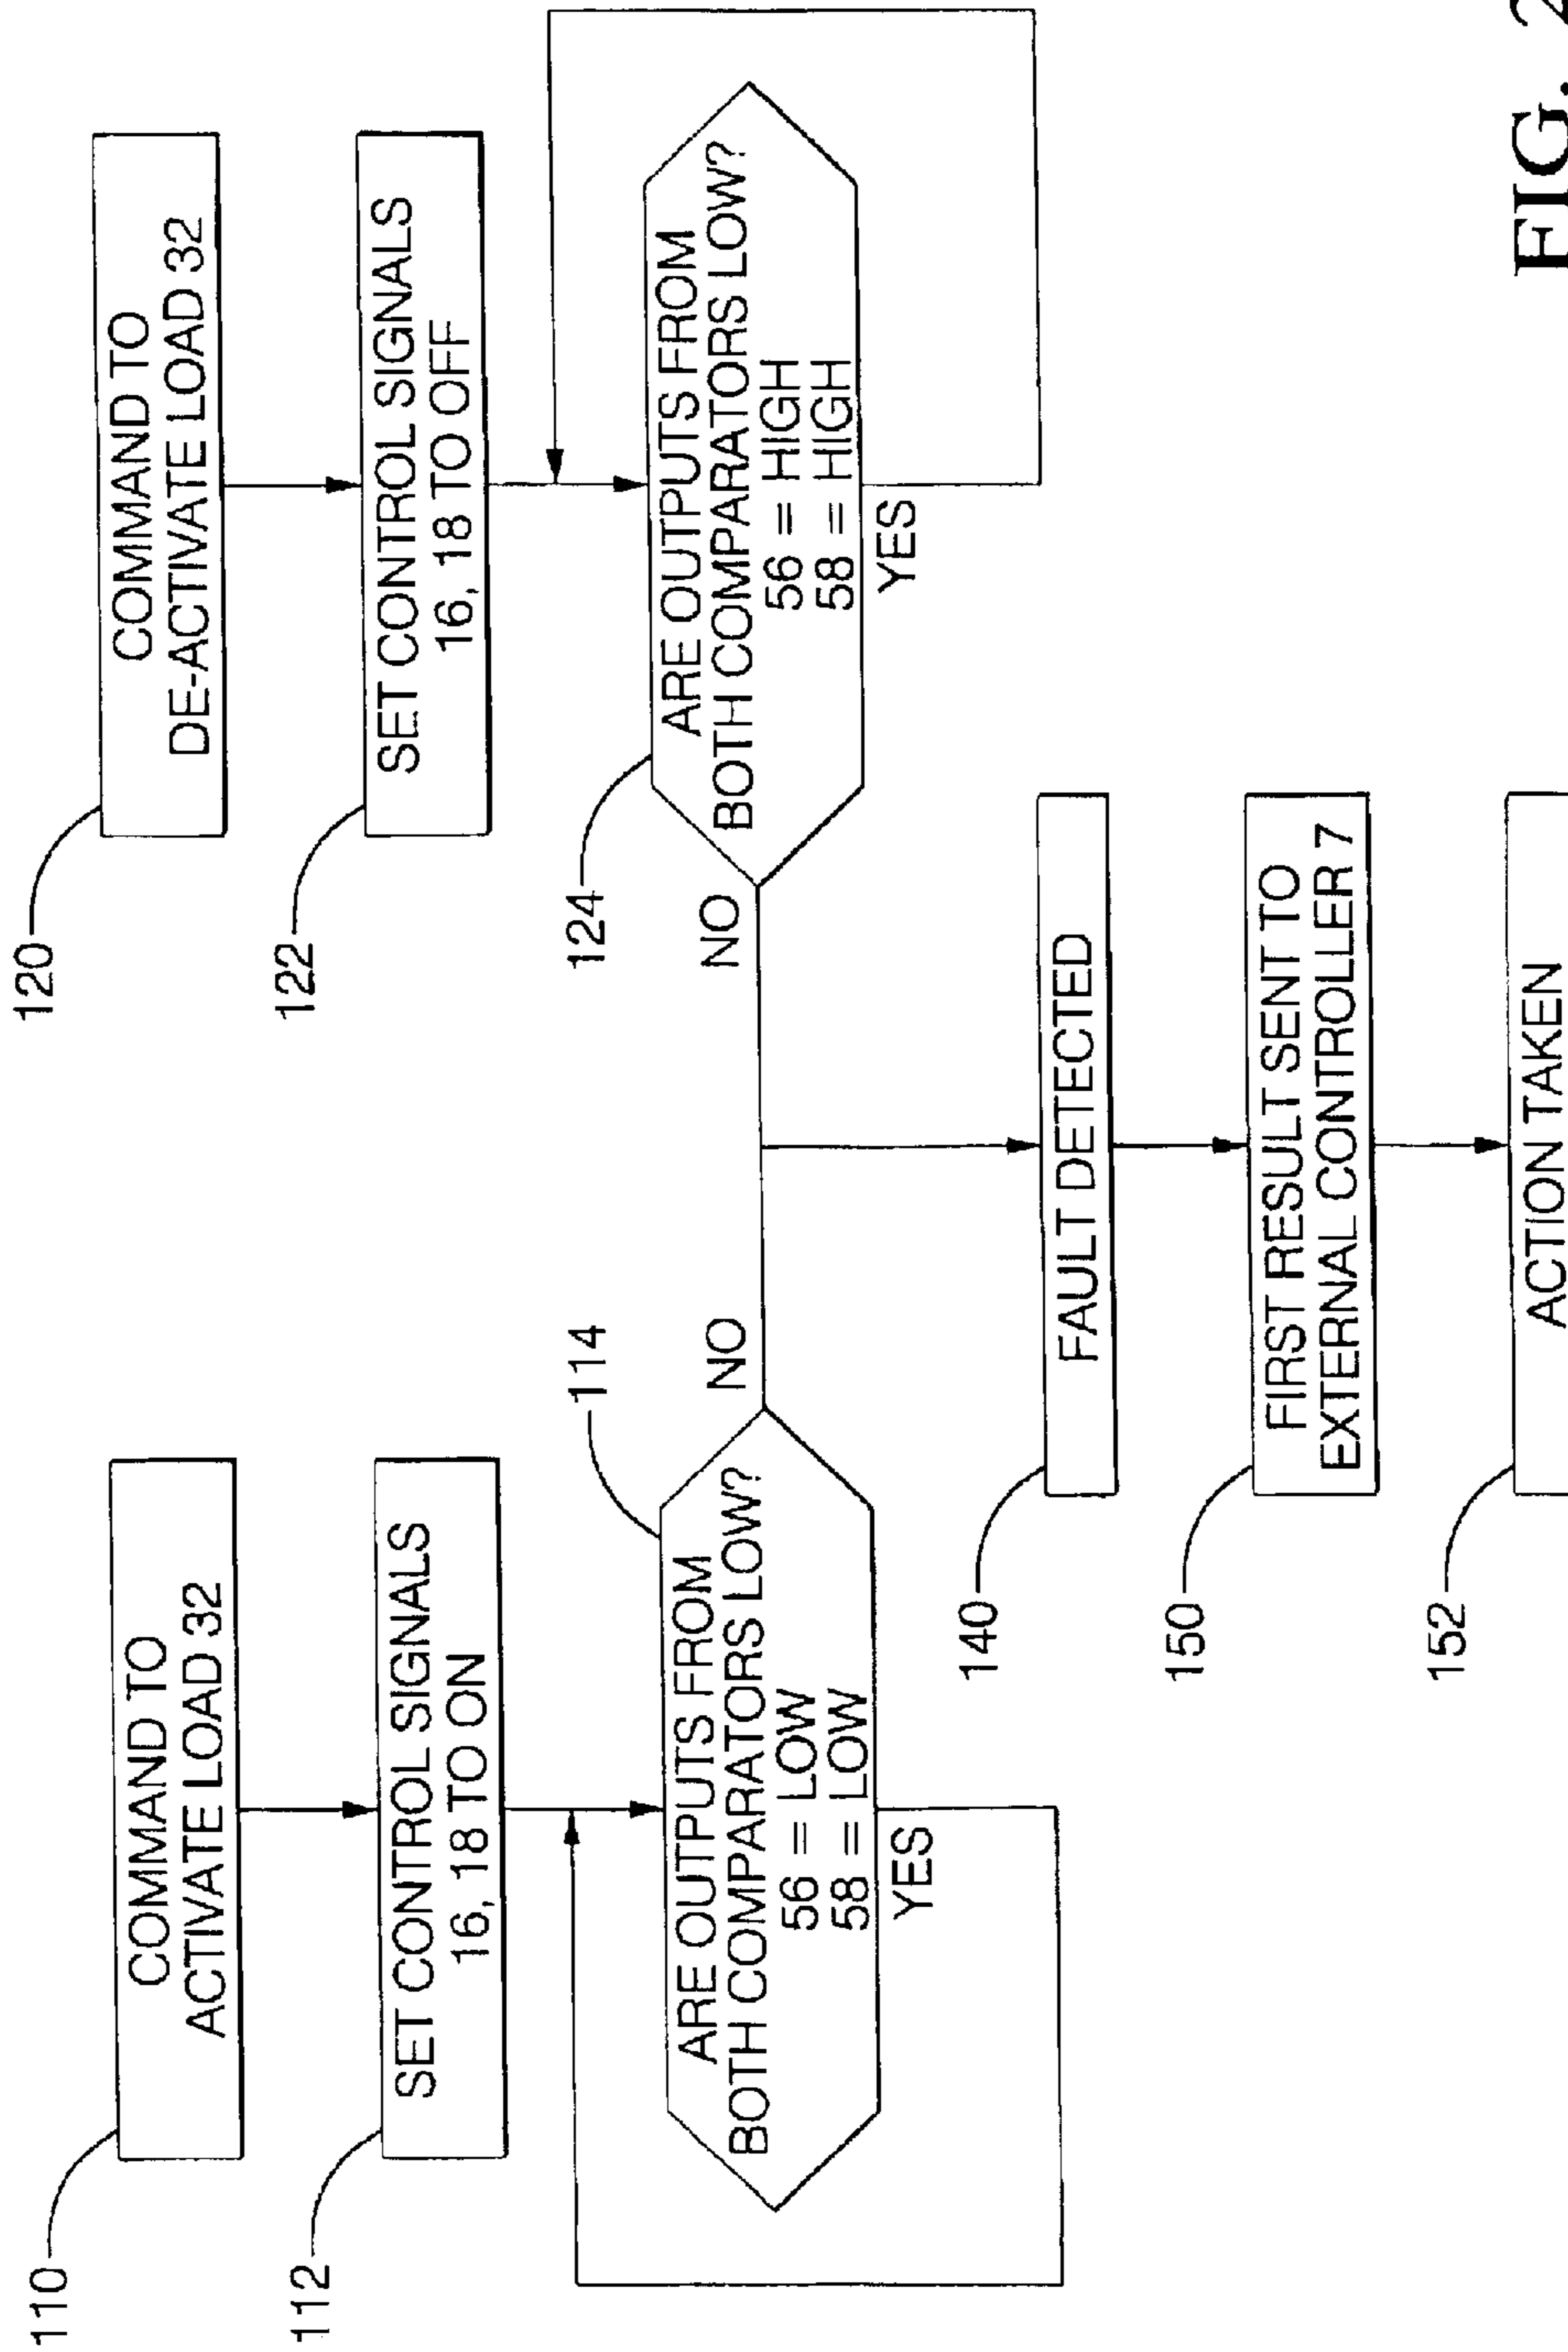 110
COMMAND TO
ACTIVATE LOAD 32
112
SET CONTROL SIGNALS
16, 18 TO ON
114
ARE OUTPUTS FROM
BOTH COMPARATORS LOW?
56 = LOW
58 = LOW
YES
NO
120
COMMAND TO
DE-ACTIVATE LOAD 32
122
SET CONTROL SIGNALS
16, 18 TO OFF
124
ARE OUTPUTS FROM
BOTH COMPARATORS LOW?
56 = HIGH
58 = HIGH
YES
NO
140
FAULT DETECTED
150
FIRST RESULT SENT TO
EXTERNAL CONTROLLER 7
152
ACTION TAKEN
FIG. 2